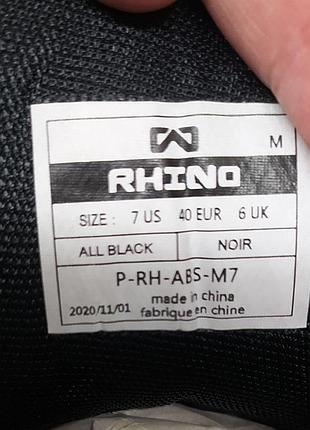 M
RHINO
SIZE: 7 US 40 EUR 6 UK
ALL BLACK NOIR
P-RH-ABS-M7
made in china
2020/11/01 fabrique en chine